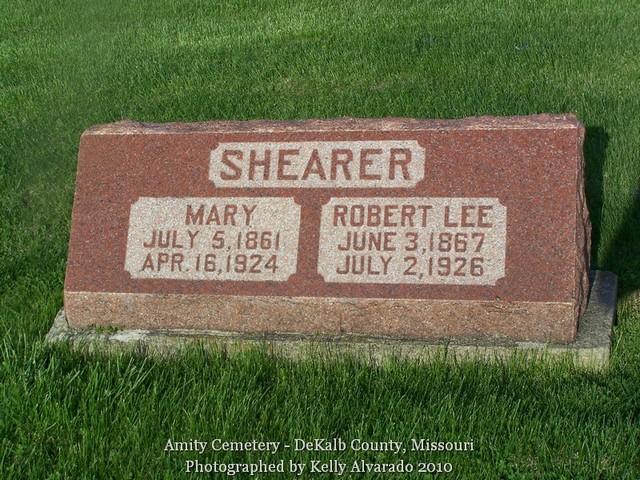 SHEARER
MARY
JULY 5, 1861
APR. 16, 1924
ROBERT LEE
JUNE 3, 1867
JULY 2, 1926
Amity Cemetery - DeKalb County, Missouri
Photographed by Kelly Alvarado 2010